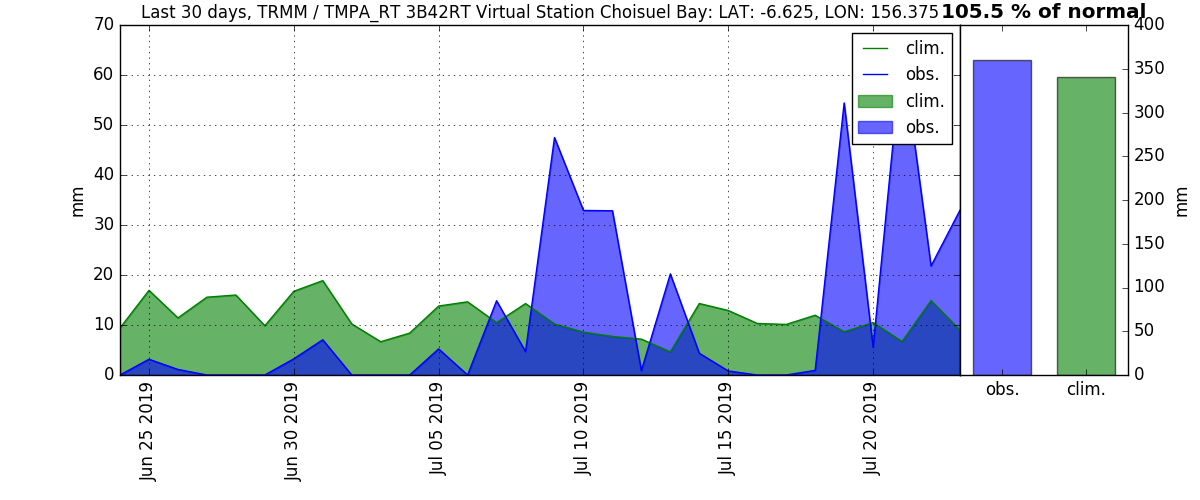 Last 30 days, TRMM / TMPA_RT 3B42RT Virtual Station Choisuel Bay: LAT: -6.625, LON: 156.375
105.5 % of normal
70
60
50
40
30
20
10
0
mm
clim.
obs.
clim.
obs.
400
350
300
250
200
150
100
50
0
mm
Jun 25 2019
Jun 30 2019
Jul 05 2019
Jul 10 2019
Jul 15 2019
Jul 20 2019
obs.
clim.